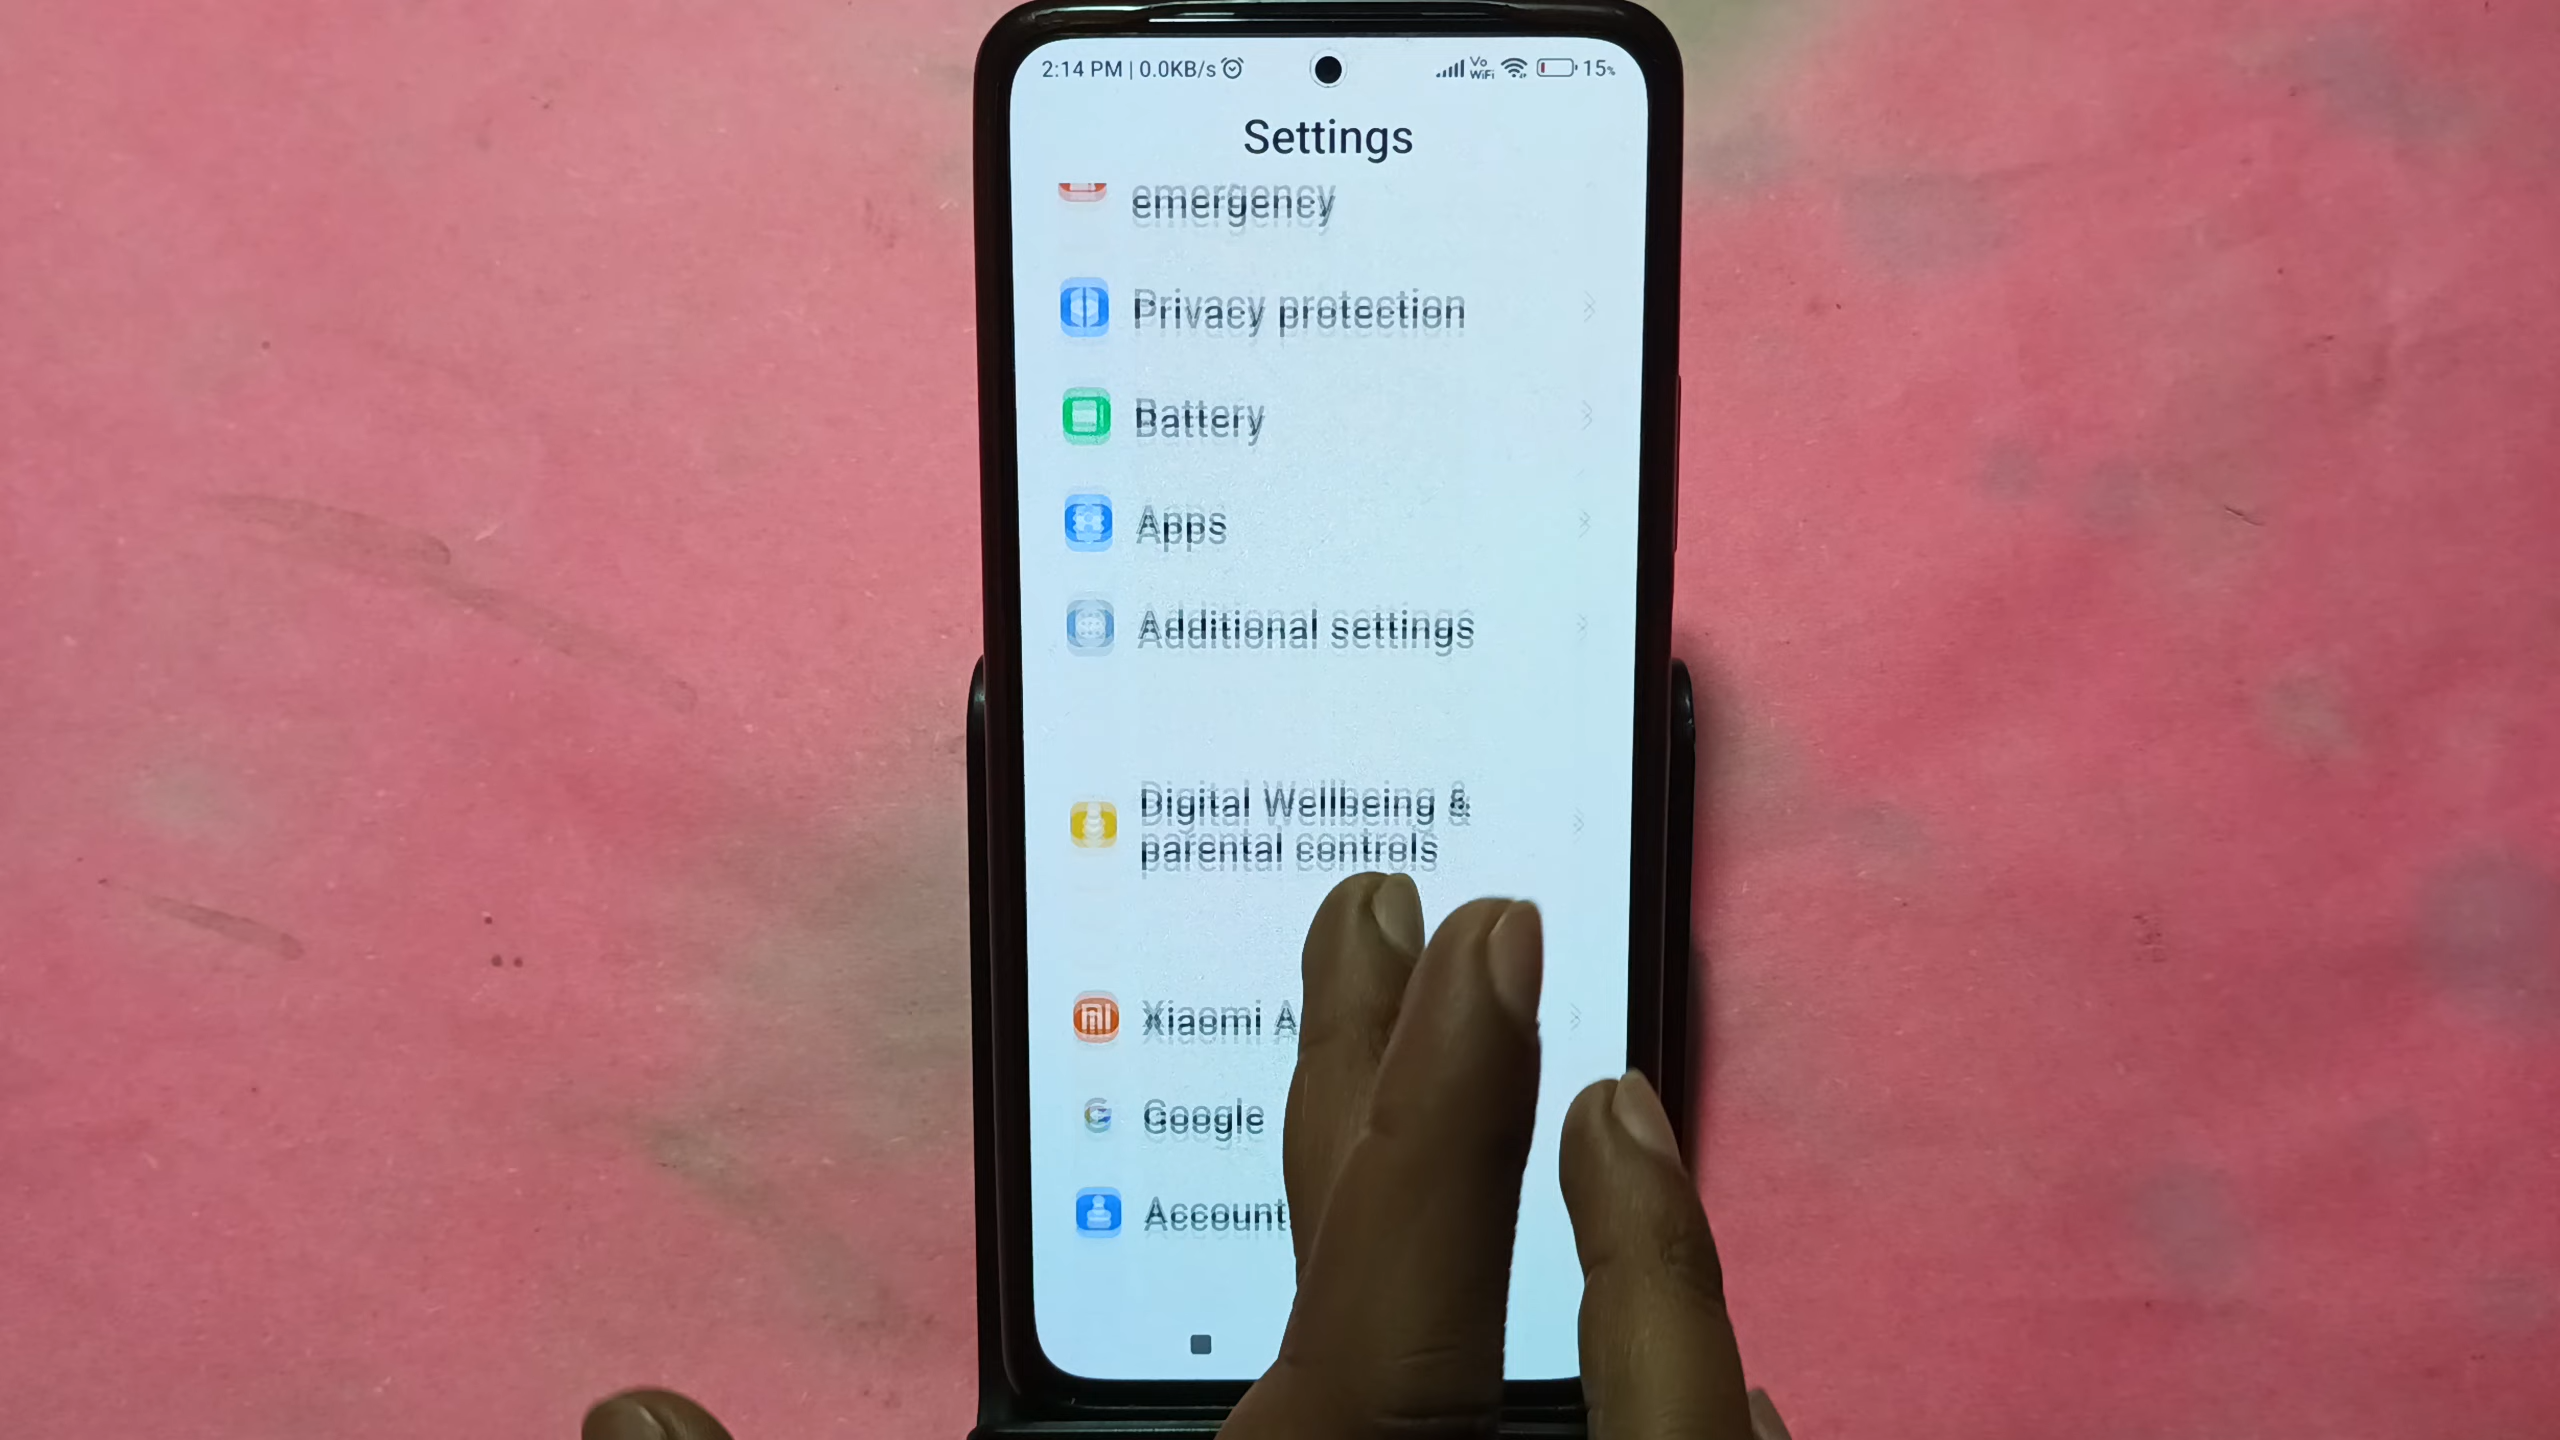 2:14 PM | 0.0KB/s
Vo
WiFi
15%
Settings
emergency
Privacy protection
Battery
Apps
Additional settings
Digital Wellbeing &
parental controls
mi
Xiaomi A
Google
Account